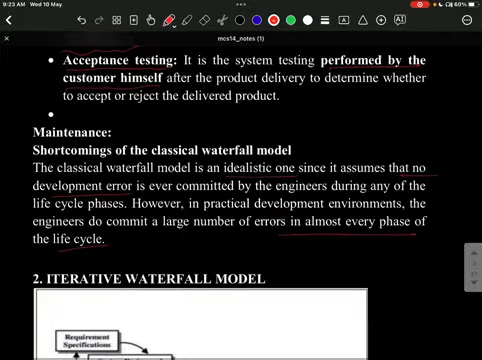 9:23 AM Wed 10 May
60%
mcs14_notes
mcs14_notes (1)
Acceptance testing: It is the system testing performed by the
customer himself after the product delivery to determine whether
to accept or reject the delivered product.
Maintenance:
Shortcomings of the classical waterfall model
The classical waterfall model is an idealistic one since it assumes that no
development error is ever committed by the engineers during any of the
life cycle phases. However, in practical development environments, the
engineers do commit a large number of errors in almost every phase of
the life cycle.
2. ITERATIVE WATERFALL MODEL
Requirement
Specifications